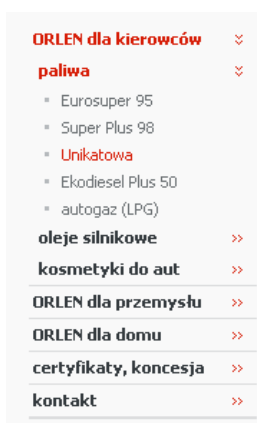 ORLEN dla kierowców
paliwa
Eurosuper 95
Super Plus 98
Unikatowa
Ekodiesel Plus 50
autogaz (LPG)
oleje silnikowe
kosmetyki do aut
ORLEN dla przemysłu
ORLEN dla domu
certyfikaty, koncesja
kontakt